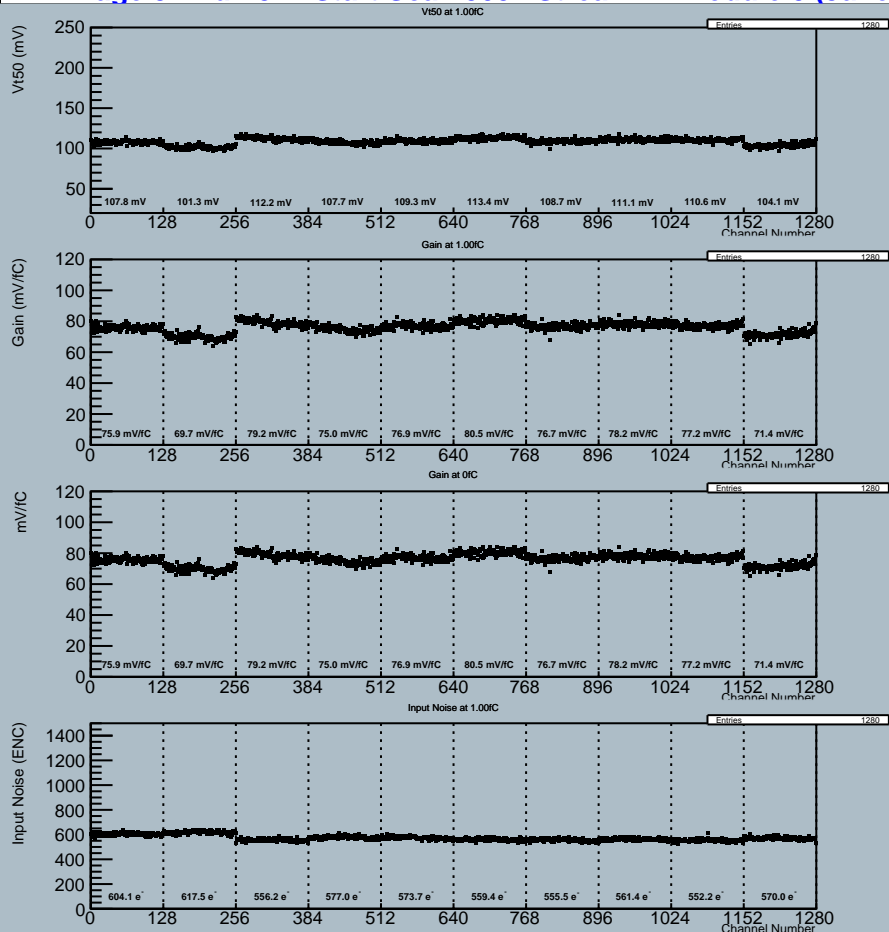 Vt50 at 1.00fC
Entries 1280
Vt50 (mV)
250
200
150
100
50
107.8 mV 101.3 mV 112.2 mV 107.7 mV 109.3 mV 113.4 mV 108.7 mV 111.1 mV 110.6 mV 104.1 mV
0 128 256 384 512 640 768 896 1024 1152 1280
Channel Number
Gain at 1.00fC
Entries 1280
Gain (mV/fC)
120
100
80
60
40
20
0
75.9 mV/fC 69.7 mV/fC 79.2 mV/fC 75.0 mV/fC 76.9 mV/fC 80.5 mV/fC 76.7 mV/fC 78.2 mV/fC 77.2 mV/fC 71.4 mV/fC
0 128 256 384 512 640 768 896 1024 1152 1280
Channel Number
Gain at 0fC
Entries 1280
mV/fC
120
100
80
60
40
20
0
75.9 mV/fC 69.7 mV/fC 79.2 mV/fC 75.0 mV/fC 76.9 mV/fC 80.5 mV/fC 76.7 mV/fC 78.2 mV/fC 77.2 mV/fC 71.4 mV/fC
0 128 256 384 512 640 768 896 1024 1152 1280
Channel Number
Input Noise at 1.00fC
Entries 1280
Input Noise (ENC)
1400
1200
1000
800
600
400
200
0
604.1 e⁻ 617.5 e⁻ 556.2 e⁻ 577.0 e⁻ 573.7 e⁻ 559.4 e⁻ 555.5 e⁻ 561.4 e⁻ 552.2 e⁻ 570.0 e⁻
0 128 256 384 512 640 768 896 1024 1152 1280
Channel Number